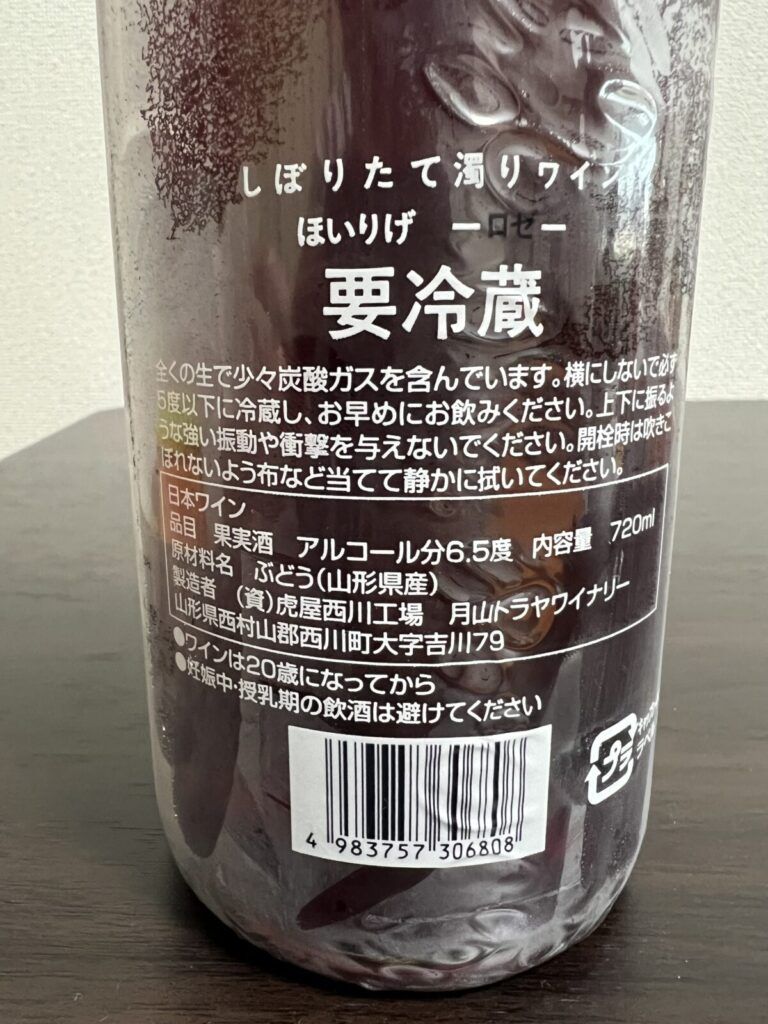 しぼりたて濁りワイン
ほいりげ ーロゼー
要冷蔵
全くの生で少々炭酸ガスを含んでいます。横にしないで必ず
5度以下に冷蔵し、お早めにお飲みください。上下に振るよ
うな強い振動や衝撃を与えないでください。開栓時は吹きこ
ぼれないよう布など当てて静かに拭いてください。
日本ワイン
品目 果実酒 アルコール分6.5度 内容量 720ml
原材料名 ぶどう(山形県産)
製造者 (資)虎屋西川工場 月山トラヤワイナリー
山形県西村山郡西川町大字吉川79
●ワインは20歳になってから
●妊娠中・授乳期の飲酒は避けてください
プラ
4 983757 306808